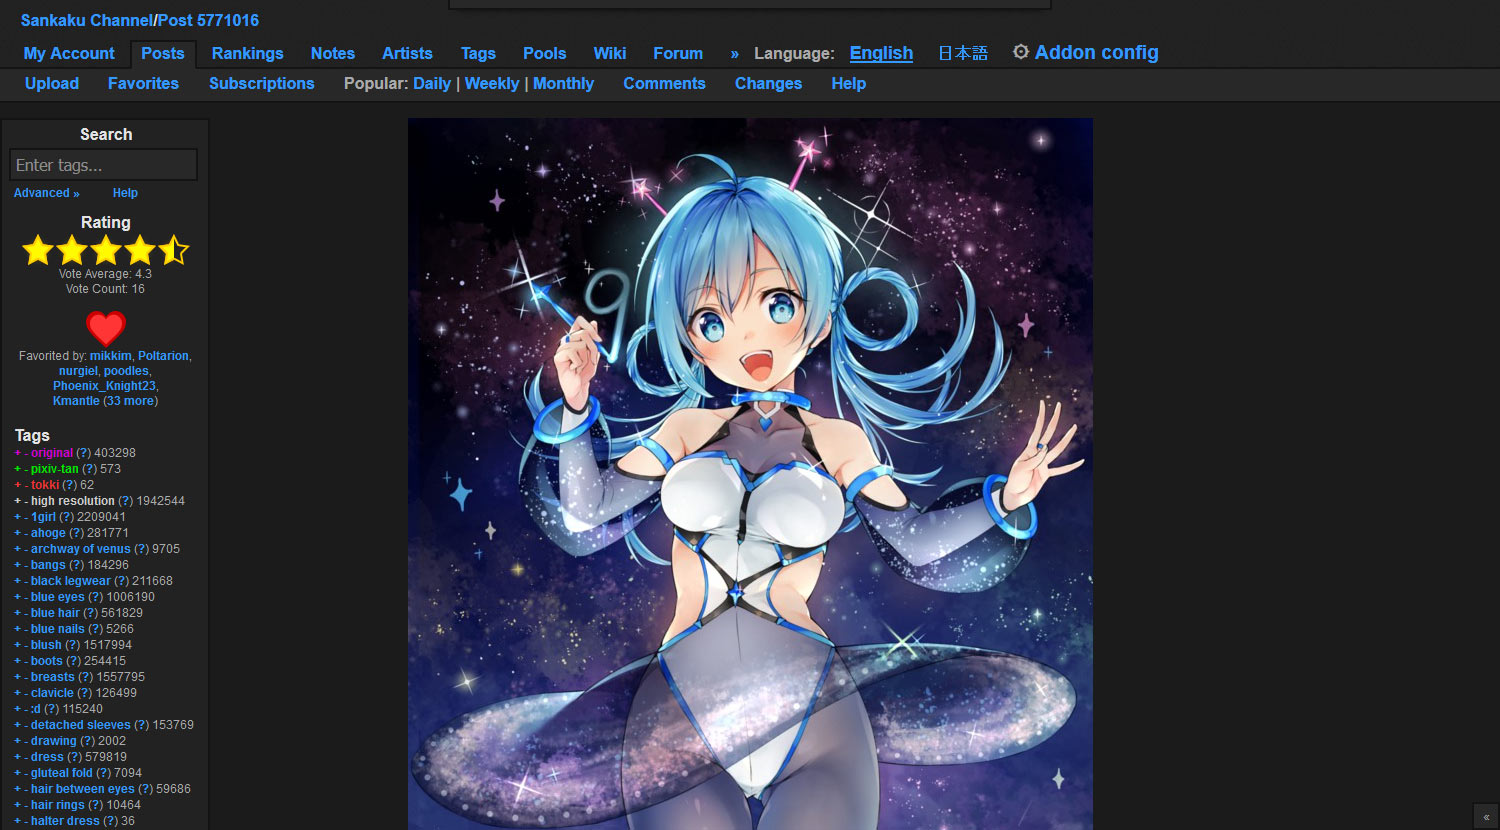 Sankaku Channel/Post 5771016
My Account Posts Rankings Notes Artists Tags Pools Wiki Forum » Language: English 日本語 Addon config
Upload Favorites Subscriptions Popular: Daily | Weekly | Monthly Comments Changes Help
Search
Enter tags...
Advanced » Help
Rating
Vote Average: 4.3
Vote Count: 16
Favorited by: mikkim, Poltarion,
nurgiel, poodles,
Phoenix_Knight23,
Kmantle (33 more)
Tags
+ - original (?) 403298
+ - pixiv-tan (?) 573
+ - tokki (?) 62
+ - high resolution (?) 1942544
+ - 1girl (?) 2209041
+ - ahoge (?) 281771
+ - archway of venus (?) 9705
+ - bangs (?) 184296
+ - black legwear (?) 211668
+ - blue eyes (?) 1006190
+ - blue hair (?) 561829
+ - blue nails (?) 5266
+ - blush (?) 1517994
+ - boots (?) 254415
+ - breasts (?) 1557795
+ - clavicle (?) 126499
+ - :d (?) 115240
+ - detached sleeves (?) 153769
+ - drawing (?) 2002
+ - dress (?) 579819
+ - gluteal fold (?) 7094
+ - hair between eyes (?) 59686
+ - hair rings (?) 10464
+ - halter dress (?) 36
9
«